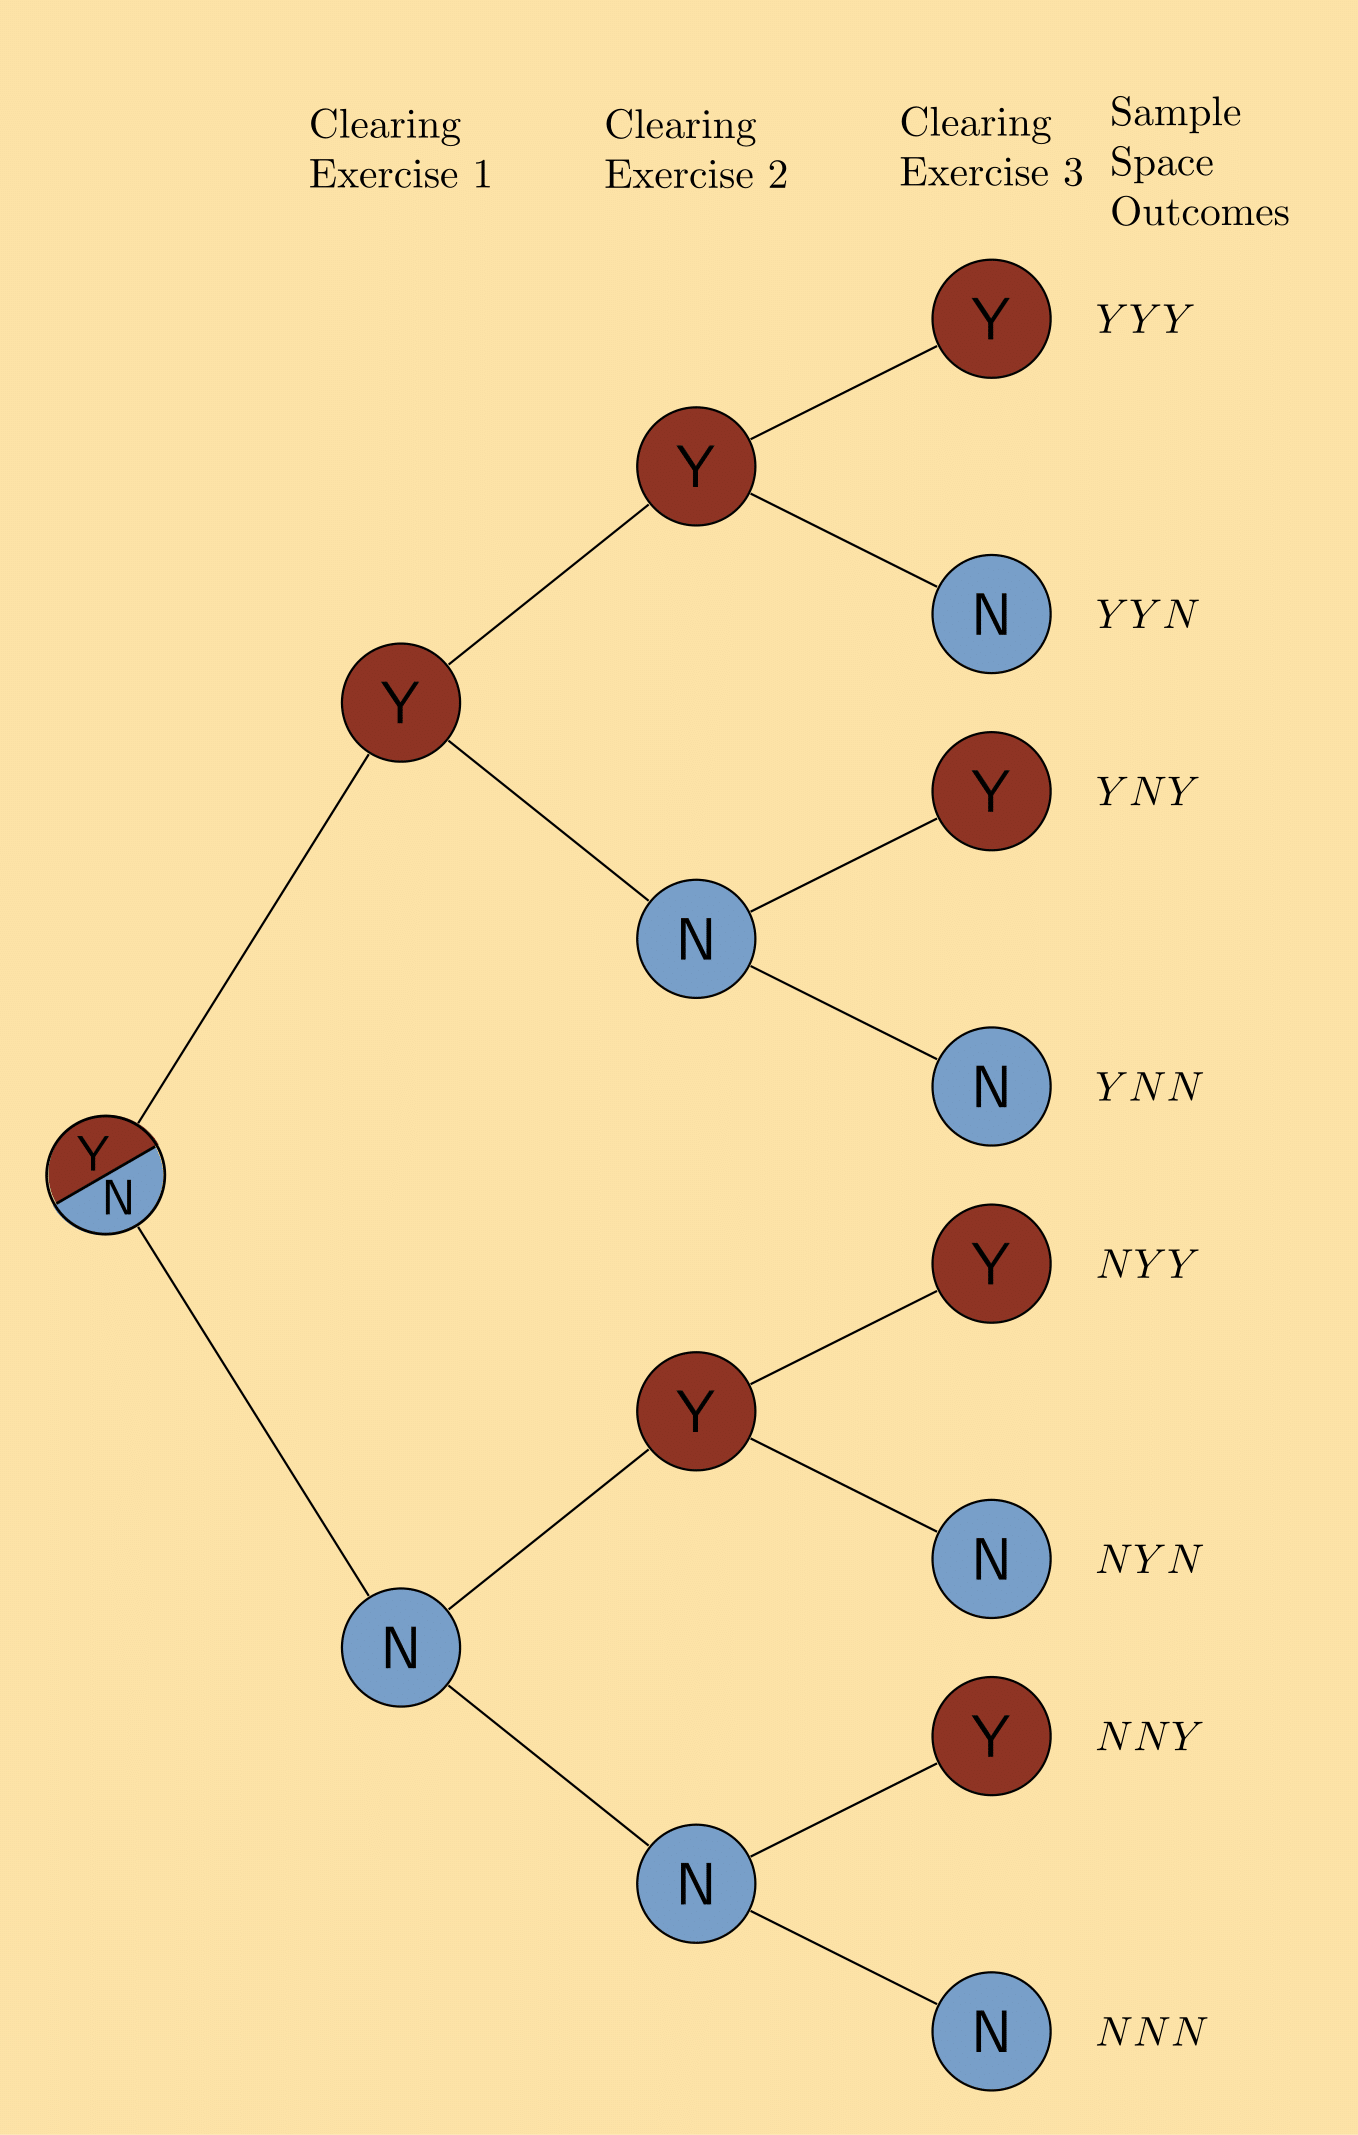 Clearing
Exercise 1
Clearing
Exercise 2
Clearing
Exercise 3
Sample
Space
Outcomes
Y
YYY
Y
N
YYN
Y
Y
YNY
N
N
YNN
Y
N
Y
NYY
Y
N
NYN
N
Y
NNY
N
N
NNN